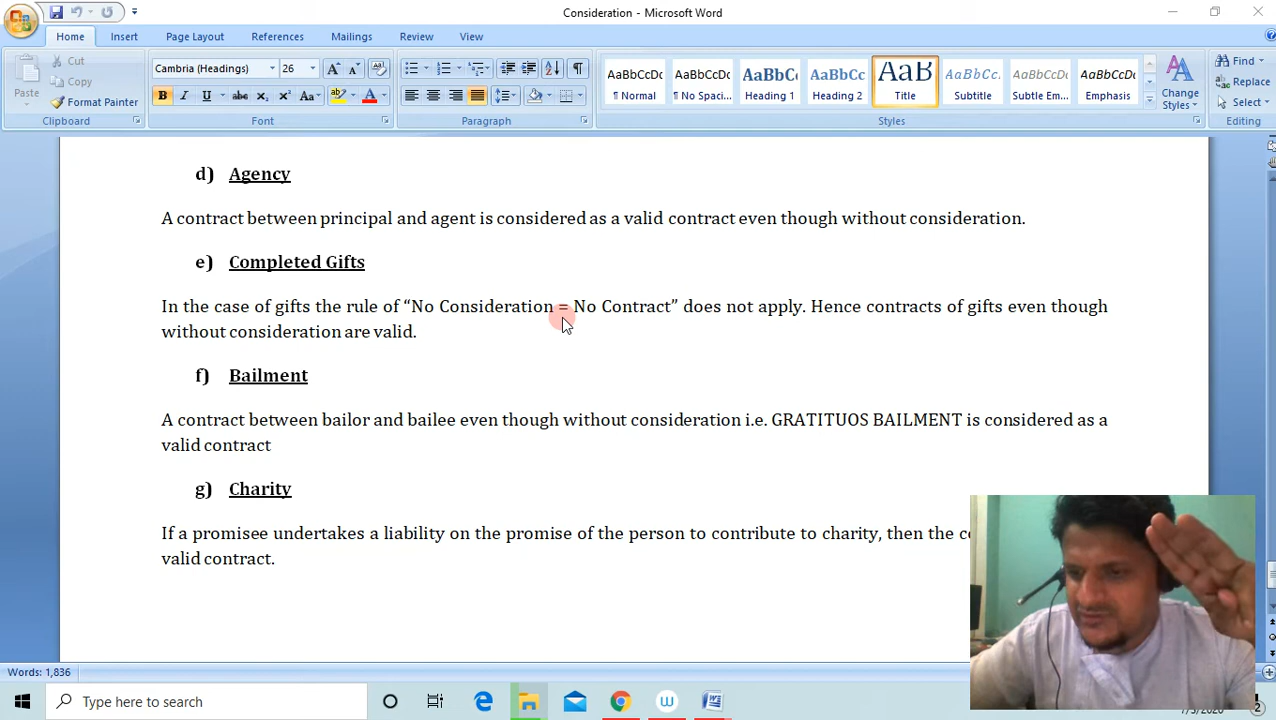 Consideration - Microsoft Word
Home Insert Page Layout References Mailings Review View
Cut
Copy
Paste
Format Painter
Clipboard
Cambria (Headings) 26
Font
Paragraph
AaBbCcDc AaBbCcDc AaBbCc AaBbCc AaB AaBbCc. AaBbCcDc AaBbCcDc
¶ Normal ¶ No Spaci... Heading 1 Heading 2 Title Subtitle Subtle Em... Emphasis
Change Styles
Styles
Find
Replace
Select
Editing
d) Agency
A contract between principal and agent is considered as a valid contract even though without consideration.
e) Completed Gifts
In the case of gifts the rule of “No Consideration = No Contract” does not apply. Hence contracts of gifts even though
without consideration are valid.
f) Bailment
A contract between bailor and bailee even though without consideration i.e. GRATITUOS BAILMENT is considered as a
valid contract
g) Charity
If a promisee undertakes a liability on the promise of the person to contribute to charity, then the
valid contract.
Words: 1,836
Type here to search